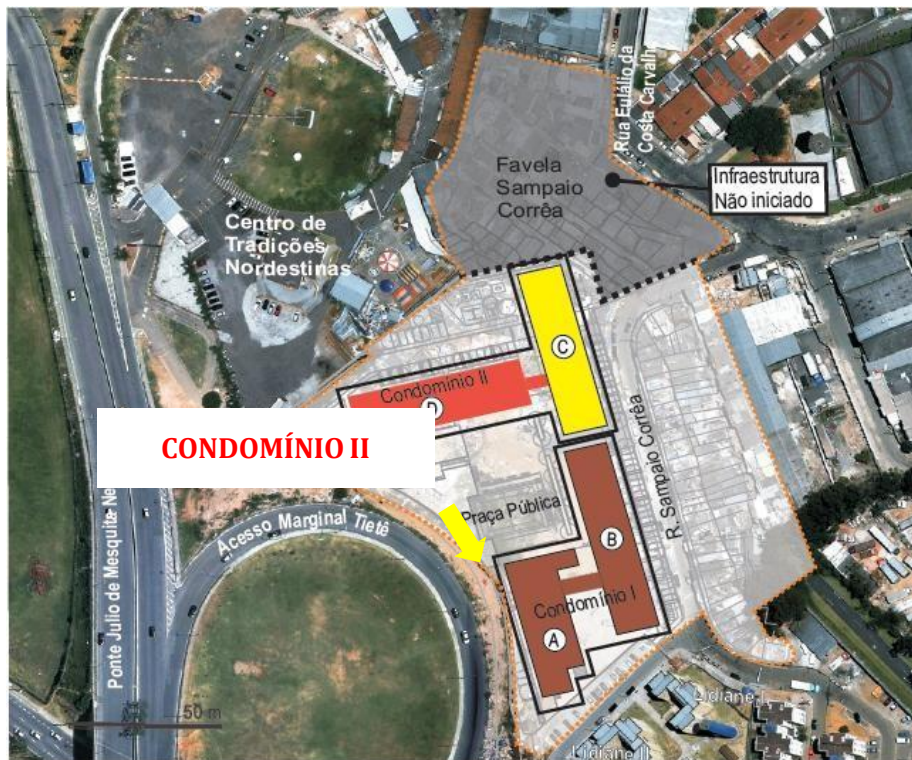 Rua Eulálio da
Costa Carvalh
Favela
Sampaio
Corrêa
Infraestrutura
Não iniciado
Centro de
Tradições
Nordestinas
C
Condomínio II
D
CONDOMÍNIO II
R. Sampaio Corrêa
Praça Pública
B
Condomínio I
A
Acesso Marginal Tietê
Ponte Julio de Mesquita Ne
50 m
Lidiane I
Lidiane II